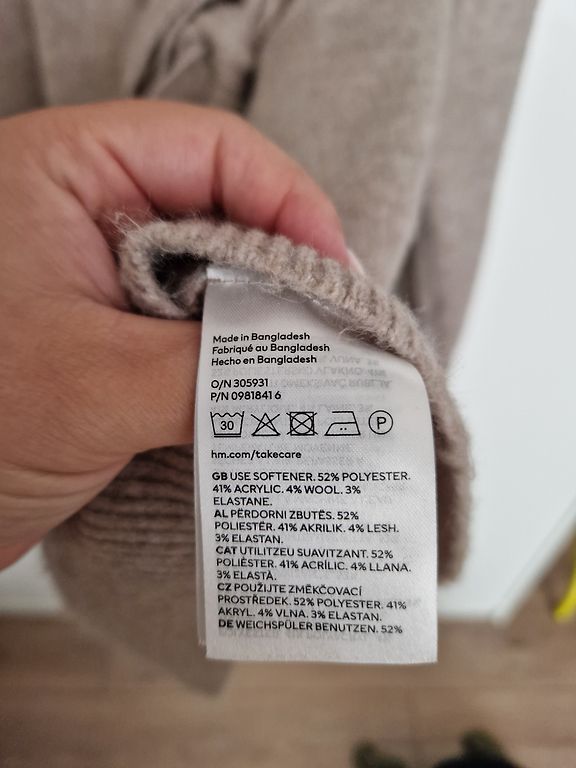 Made in Bangladesh
Fabriqué au Bangladesh
Hecho en Bangladesh
O/N 305931
P/N 0981841 6
30
P
hm.com/takecare
GB USE SOFTENER. 52% POLYESTER.
41% ACRYLIC. 4% WOOL. 3%
ELASTANE.
AL PËRDORNI ZBUTËS. 52%
POLIESTËR. 41% AKRILIK. 4% LESH.
3% ELASTAN.
CAT UTILITZEU SUAVITZANT. 52%
POLIÈSTER. 41% ACRÍLIC. 4% LLANA.
3% ELASTÀ.
CZ POUŽIJTE ZMĚKČOVACÍ
PROSTŘEDEK. 52% POLYESTER. 41%
AKRYL. 4% VLNA. 3% ELASTAN.
DE WEICHSPÜLER BENUTZEN. 52%